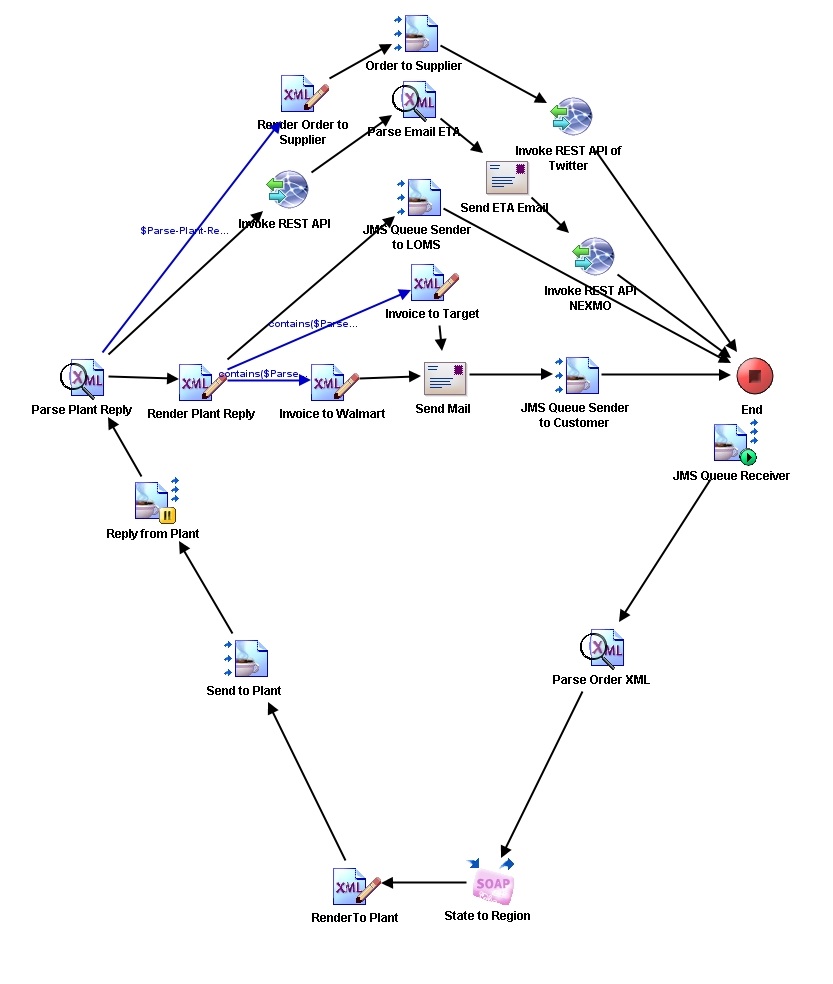 Order to Supplier
XML
Render Order to
Supplier
XML
Parse Email ETA
Invoke REST API of
Twitter
Invoke REST API
$Parse-Plant-Re...
Send ETA Email
JMS Queue Sender
to LOMS
Invoke REST API
NEXMO
XML
Invoice to Target
contains($Parse...
contains($Parse...
XML
Parse Plant Reply
XML
Render Plant Reply
XML
Invoice to Walmart
Send Mail
JMS Queue Sender
to Customer
End
JMS Queue Receiver
Reply from Plant
XML
Parse Order XML
Send to Plant
XML
RenderTo Plant
SOAP
State to Region